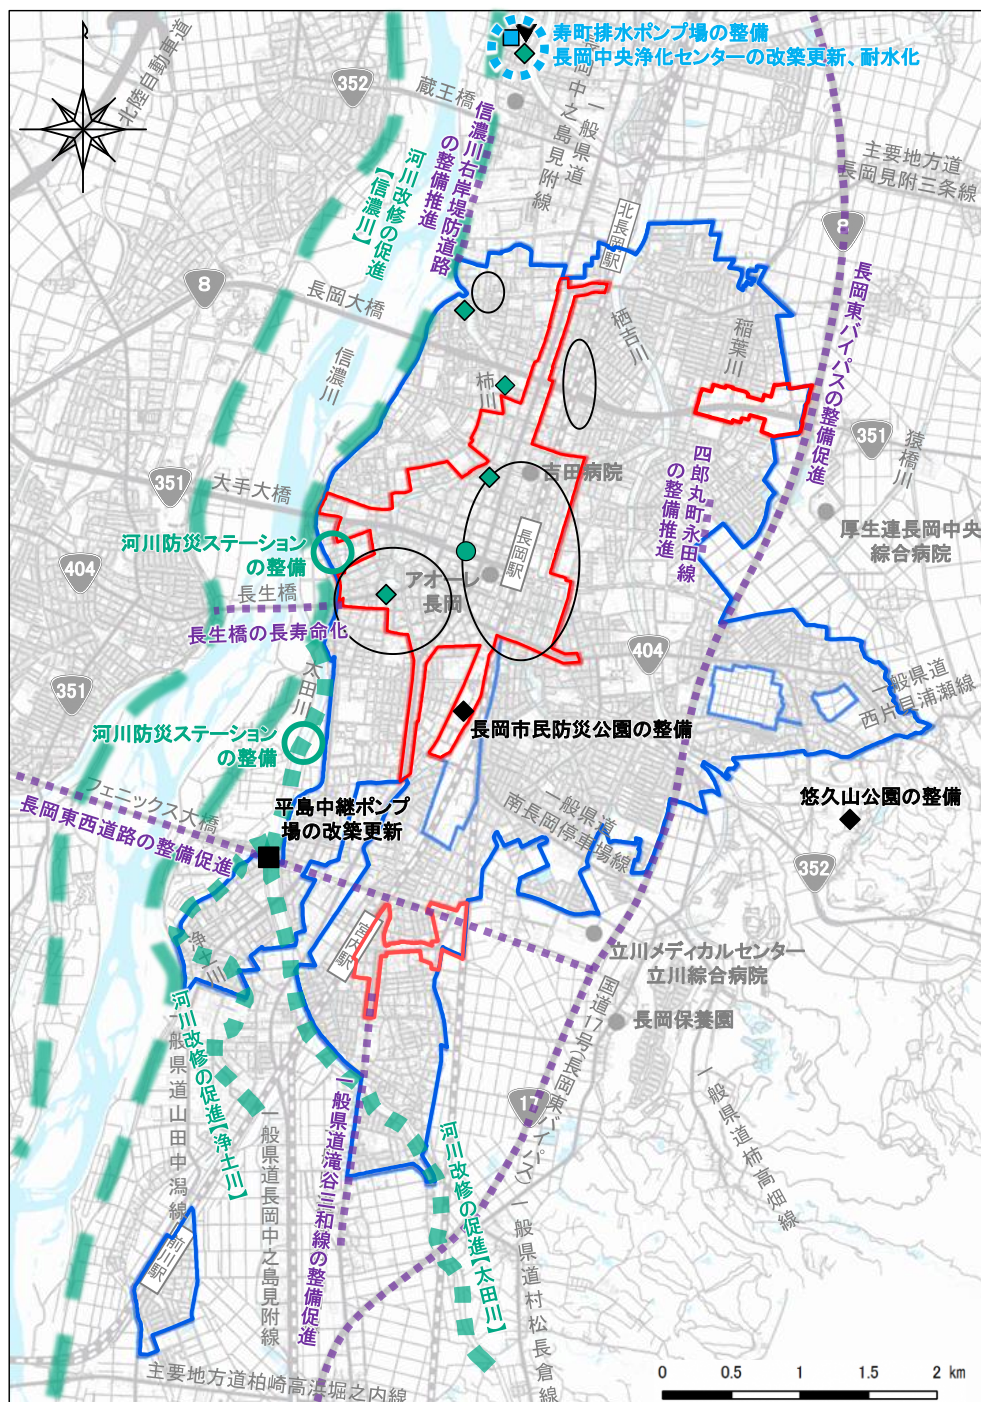 寿町排水ポンプ場の整備
長岡中央浄化センターの改築更新、耐水化
北陸自動車道
352
蔵王橋
信濃川右岸堤防道路
の整備推進
河川改修の促進
【信濃川】
一般県道
長岡中之島見附線
主要地方道
長岡見附三条線
8
北長岡駅
8
長岡大橋
信濃川
栖吉川
稲葉川
長岡東バイパスの整備促進
柿川
351
大手大橋
吉田病院
四郎丸町永田線
の整備推進
351
猿橋川
厚生連長岡中央
綜合病院
河川防災ステーション
の整備
長岡駅
アオーレ
長岡
404
長生橋
長生橋の長寿命化
404
太田川
351
一般県道
西片貝浦瀬線
河川防災ステーション
の整備
長岡市民防災公園の整備
フェニックス大橋
長岡東西道路の整備促進
平島中継ポンプ
場の改築更新
一般県道
南長岡停車場線
悠久山公園の整備
352
浄土川
宮内駅
立川メディカルセンター
立川綜合病院
長岡保養園
国道17号(長岡東バイパス)
17
河川改修の促進【浄土川】
一般県道山田中潟線
一般県道長岡中之島見附線
一般県道滝谷三和線の整備促進
河川改修の促進【太田川】
一般県道柿高畑線
一般県道村松長倉線
前川駅
主要地方道柏崎高浜堀之内線
0 0.5 1 1.5 2 km